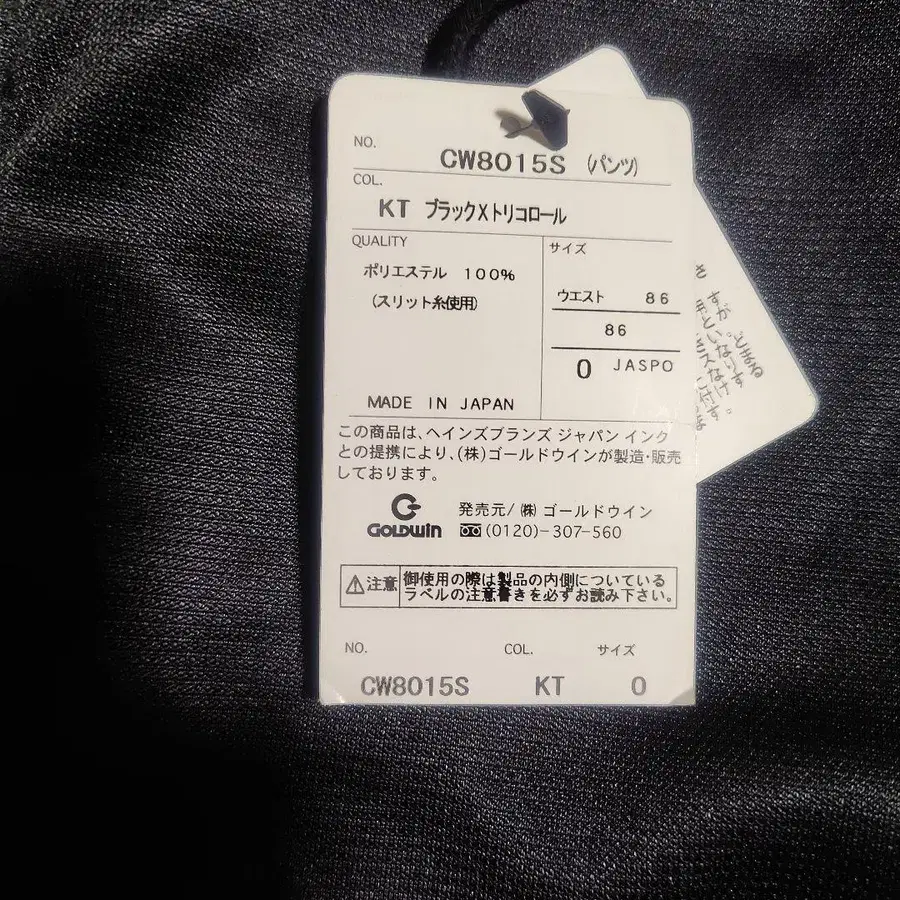 NO.
CW8015S (パンツ)
COL.
KT ブラックXトリコロール
QUALITY
ポリエステル 100%
(スリット糸使用)
MADE IN JAPAN
サイズ
ウエスト 86
86
O JASPO
この商品は、ヘインズブランズ ジャパン インク
との提携により、(株)ゴールドウインが製造・販売
しております。
GOLDWIN
発売元/(株) ゴールドウイン
(0120)-307-560
注意
御使用の際は製品の内側についている
ラベルの注意書きを必ずお読み下さい。
NO. COL. サイズ
CW8015S KT O